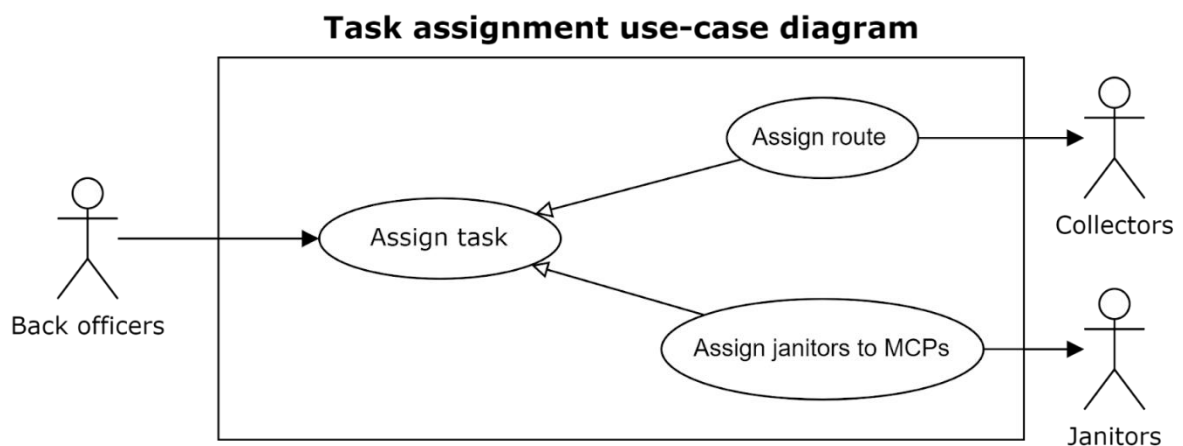 Task assignment use-case diagram
Assign route
Collectors
Assign task
Back officers
Assign janitors to MCPs
Janitors